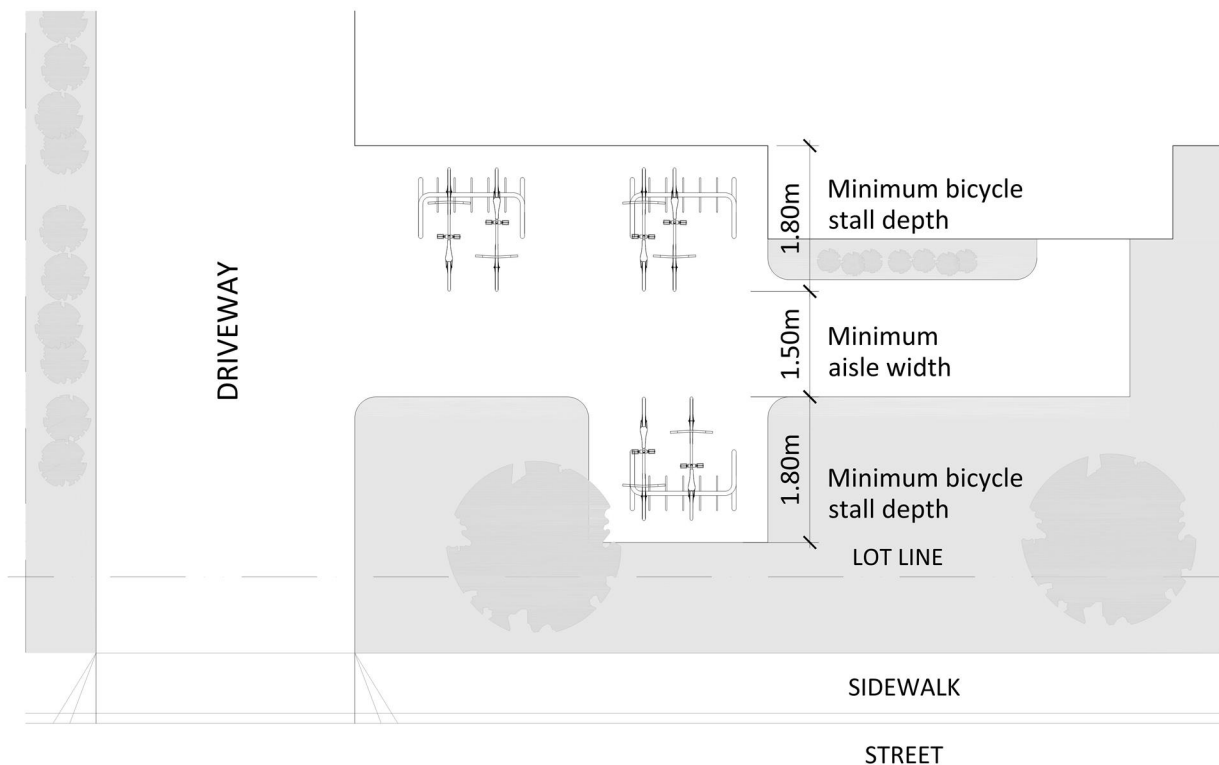 1.80m
Minimum bicycle
stall depth
DRIVEWAY
1.50m
Minimum
aisle width
1.80m
Minimum bicycle
stall depth
LOT LINE
SIDEWALK
STREET